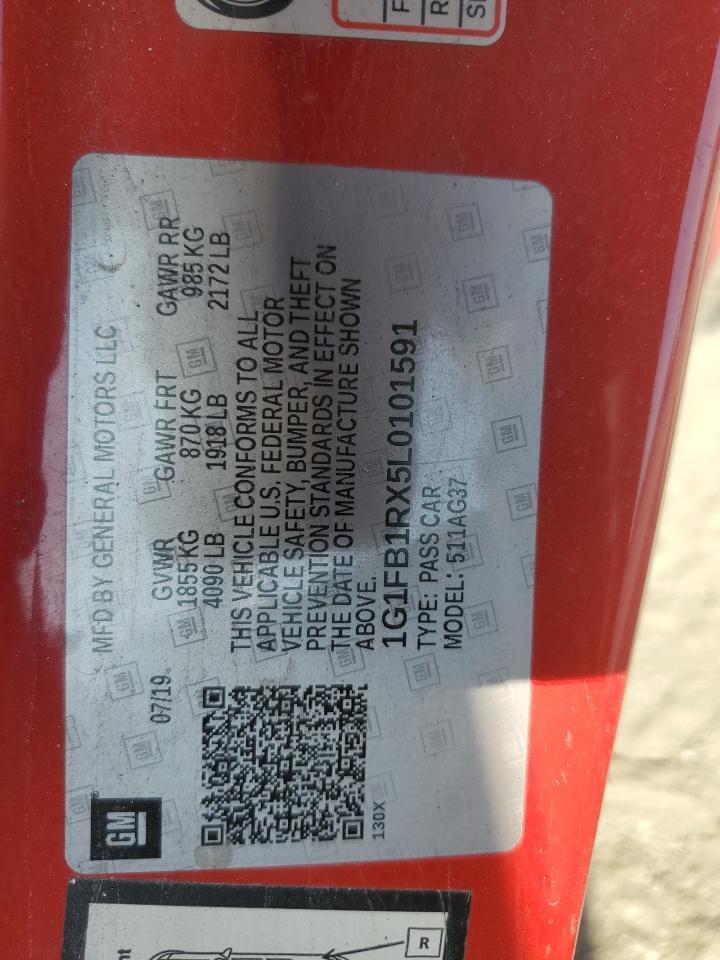 GM
MFD BY GENERAL MOTORS LLC
07/19 GVWR GAWR FRT GAWR RR
1855 KG 870 KG 985 KG
4090 LB 1918 LB 2172 LB
THIS VEHICLE CONFORMS TO ALL
APPLICABLE U.S. FEDERAL MOTOR
VEHICLE SAFETY, BUMPER, AND THEFT
PREVENTION STANDARDS IN EFFECT ON
THE DATE OF MANUFACTURE SHOWN
ABOVE.
1G1FB1RX5L0101591
TYPE: PASS CAR
MODEL: 511AG37
130X
R